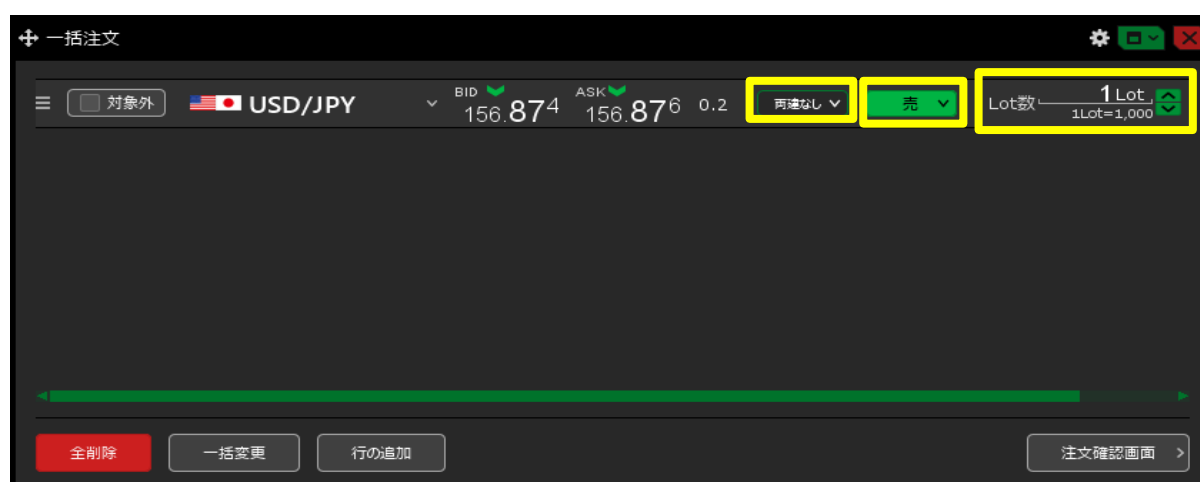 一括注文
対象外 USD/JPY BID 156.874 ASK 156.876 0.2 両建なし 売 Lot数 1 Lot
1Lot=1,000
全削除 一括変更 行の追加 注文確認画面 >